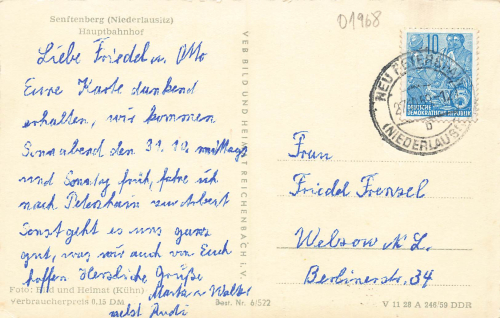 Senftenberg (Niederlausitz)
Hauptbahnhof
Liebe Friedel u. Otto
Eure Karte dankend
erhalten, wir kommen
Sonnabend den 31.10. mittags
und Sonntag früh, fahre ich
nach Petershain zur Arbeit
Sonst geht es uns ganz
gut, was wir auch von Euch
hoffen Herzliche Grüße
Walter
nebst Rudi
Foto: Bild und Heimat (Kühn)
verbraucherpreis 0,15 DM
Best. Nr. 6/522
VEB BILD UND HEIMAT REICHENBACH I. V.
01968
10
DEUTSCHE
DEMOKRATISCHE REPUBLIK
NEU PETERSHAIN
(NIEDERLAUSITZ)
b
Frau
Friedel Frenzel
Welzow N.L.
Berlinerstr. 34
V 11 28 A 248/59 DDR